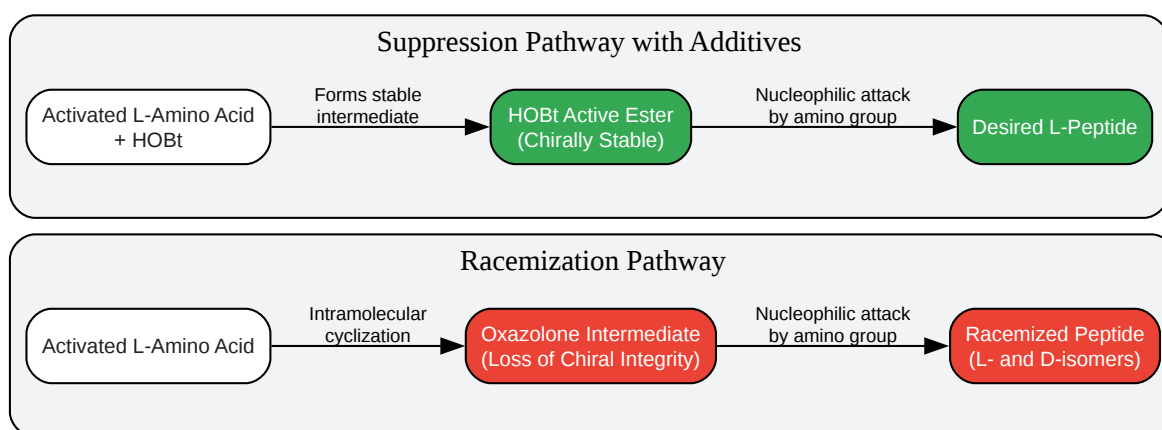 Suppression Pathway with Additives
Activated L-Amino Acid
+ HOBt
Forms stable
intermediate
HOBt Active Ester
(Chirally Stable)
Nucleophilic attack
by amino group
Desired L-Peptide
Racemization Pathway
Activated L-Amino Acid
Intramolecular
cyclization
Oxazolone Intermediate
(Loss of Chiral Integrity)
Nucleophilic attack
by amino group
Racemized Peptide
(L- and D-isomers)